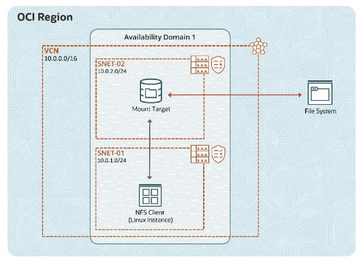 OCI Region
Availability Domain 1
VCN
10.0.0.0/16
SNET-02
10.0.2.0/24
Mount Target
File System
SNET-01
10.0.1.0/24
NFS Client
(Linux Instance)